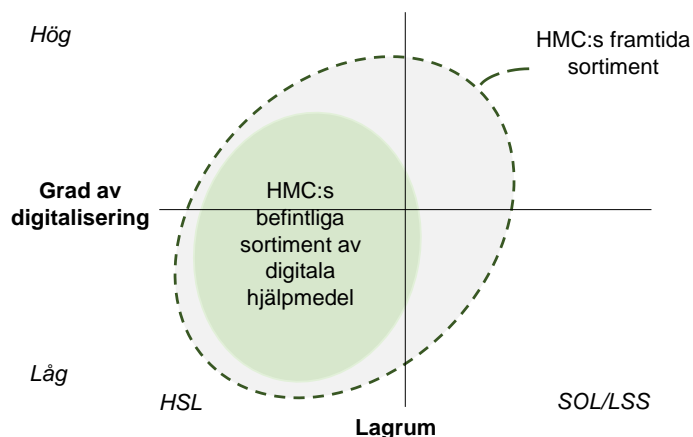 Hög
HMC:s framtida
sortiment
Grad av
digitalisering
HMC:s
befintliga
sortiment av
digitala
hjälpmedel
Låg
HSL
SOL/LSS
Lagrum